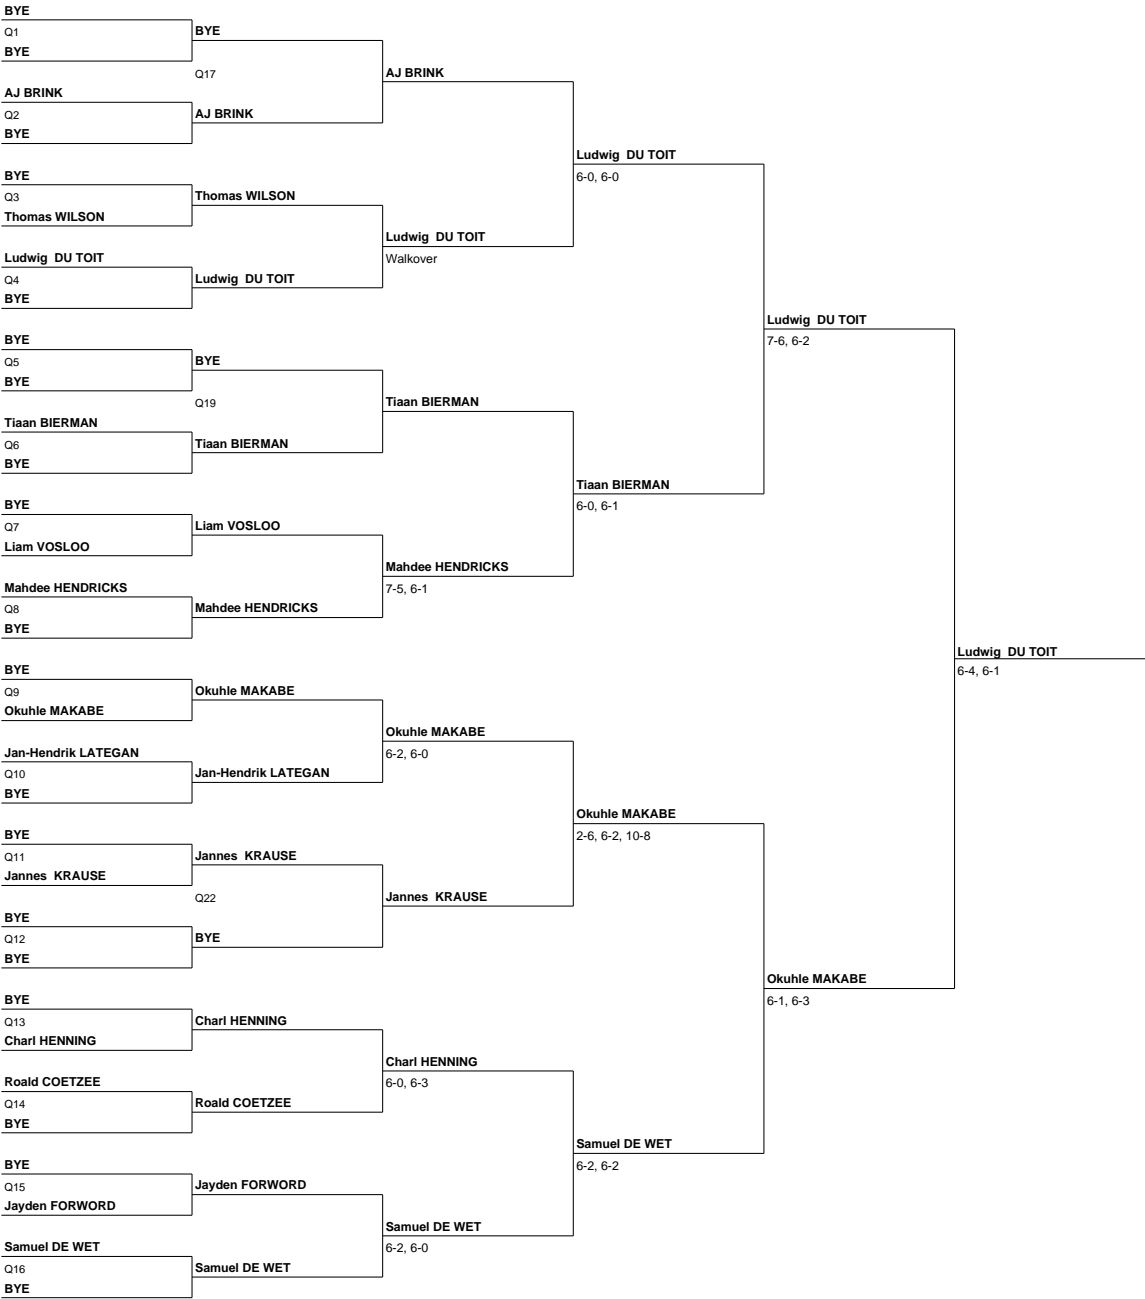 BYE
Q1
BYE
AJ BRINK
Q2
BYE
BYE
Q3
Thomas WILSON
Ludwig DU TOIT
Q4
BYE
BYE
Q5
BYE
Tiaan BIERMAN
Q6
BYE
BYE
Q7
Liam VOSLOO
Mahdee HENDRICKS
Q8
BYE
BYE
Q9
Okuhle MAKABE
Jan-Hendrik LATEGAN
Q10
BYE
BYE
Q11
Jannes KRAUSE
BYE
Q12
BYE
BYE
Q13
Charl HENNING
Roald COETZEE
Q14
BYE
BYE
Q15
Jayden FORWORD
Samuel DE WET
Q16
BYE
BYE
Q17
AJ BRINK
Thomas WILSON
Ludwig DU TOIT
BYE
Q19
Tiaan BIERMAN
Liam VOSLOO
Mahdee HENDRICKS
Okuhle MAKABE
Jan-Hendrik LATEGAN
Jannes KRAUSE
Q22
BYE
Charl HENNING
Roald COETZEE
Jayden FORWORD
Samuel DE WET
AJ BRINK
Ludwig DU TOIT
Walkover
Tiaan BIERMAN
Mahdee HENDRICKS
7-5, 6-1
Okuhle MAKABE
6-2, 6-0
Jannes KRAUSE
Charl HENNING
6-0, 6-3
Samuel DE WET
6-2, 6-0
Ludwig DU TOIT
6-0, 6-0
Tiaan BIERMAN
6-0, 6-1
Okuhle MAKABE
2-6, 6-2, 10-8
Samuel DE WET
6-2, 6-2
Ludwig DU TOIT
7-6, 6-2
Okuhle MAKABE
6-1, 6-3
Ludwig DU TOIT
6-4, 6-1